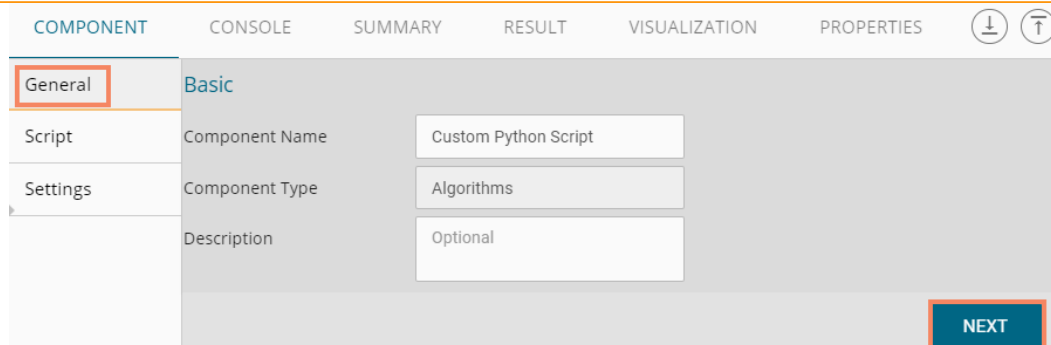 COMPONENT CONSOLE SUMMARY RESULT VISUALIZATION PROPERTIES
General
Script
Settings
Basic
Component Name Custom Python Script
Component Type Algorithms
Description Optional
NEXT